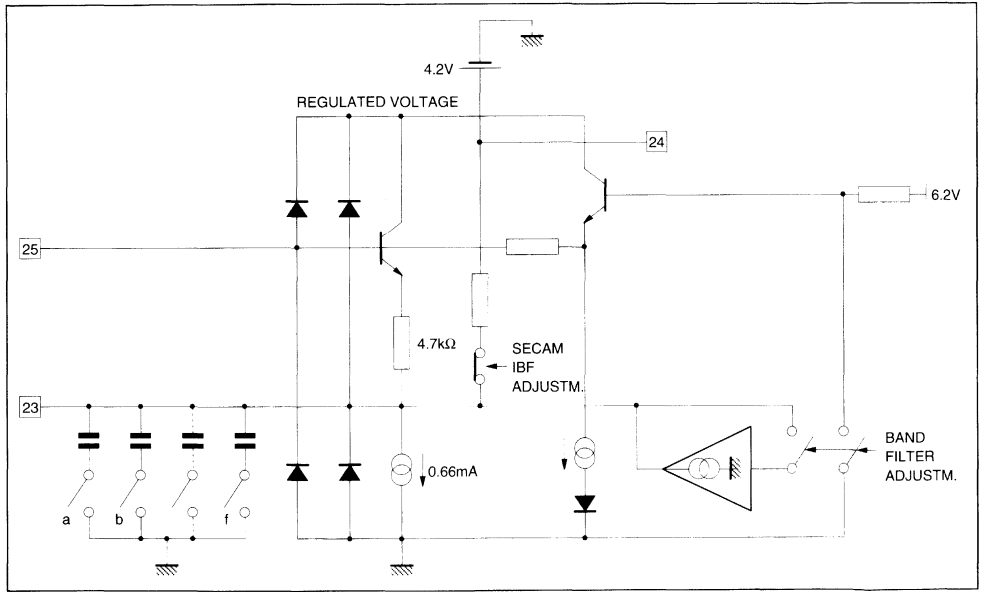 4.2V
REGULATED VOLTAGE
24
6.2V
25
4.7kΩ
SECAM
IBF
ADJUSTM.
23
BAND
FILTER
ADJUSTM.
0.66mA
a
b
f